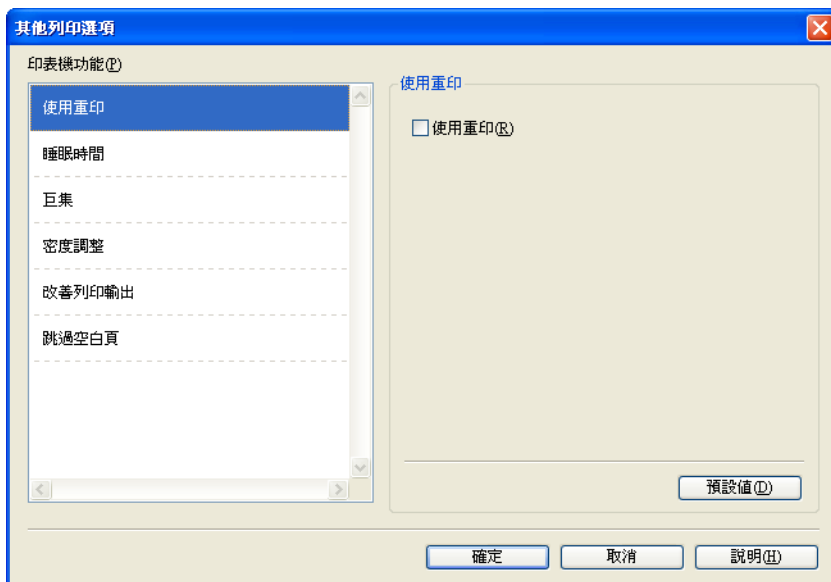 其他列印選項
印表機功能(P)
使用重印
睡眠時間
巨集
密度調整
改善列印輸出
跳過空白頁
使用重印
使用重印(R)
預設值(D)
確定
取消
說明(H)